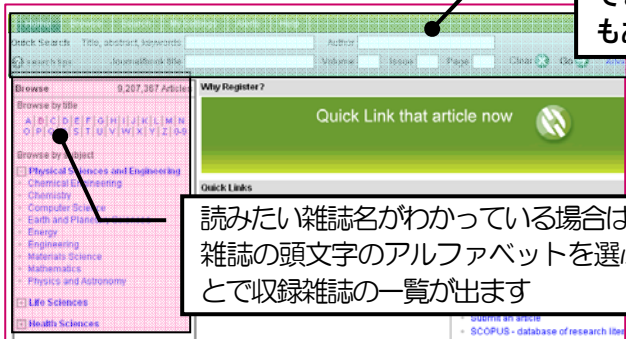 もあ
Quick Search Title, abstract, keywords Author
search tips Journal/book title Volume Issue Page Clear Go
Browse 9,207,367 Articles
Why Register?
Browse by title
A B C D E F G H I J K L M N
O P Q R S T U V W X Y Z 0-9
Quick Link that article now
Browse by subject
Physical Sciences and Engineering
Chemical Engineering
Chemistry
Computer Science
Earth and Planetary Sciences
Energy
Engineering
Materials Science
Mathematics
Physics and Astronomy
Life Sciences
Health Sciences
Quick Links
読みたい雑誌名がわかっている場合は
雑誌の頭文字のアルファベットを選
とで収録雑誌の一覧が出ます
Submit an article
SCOPUS - database of research liter